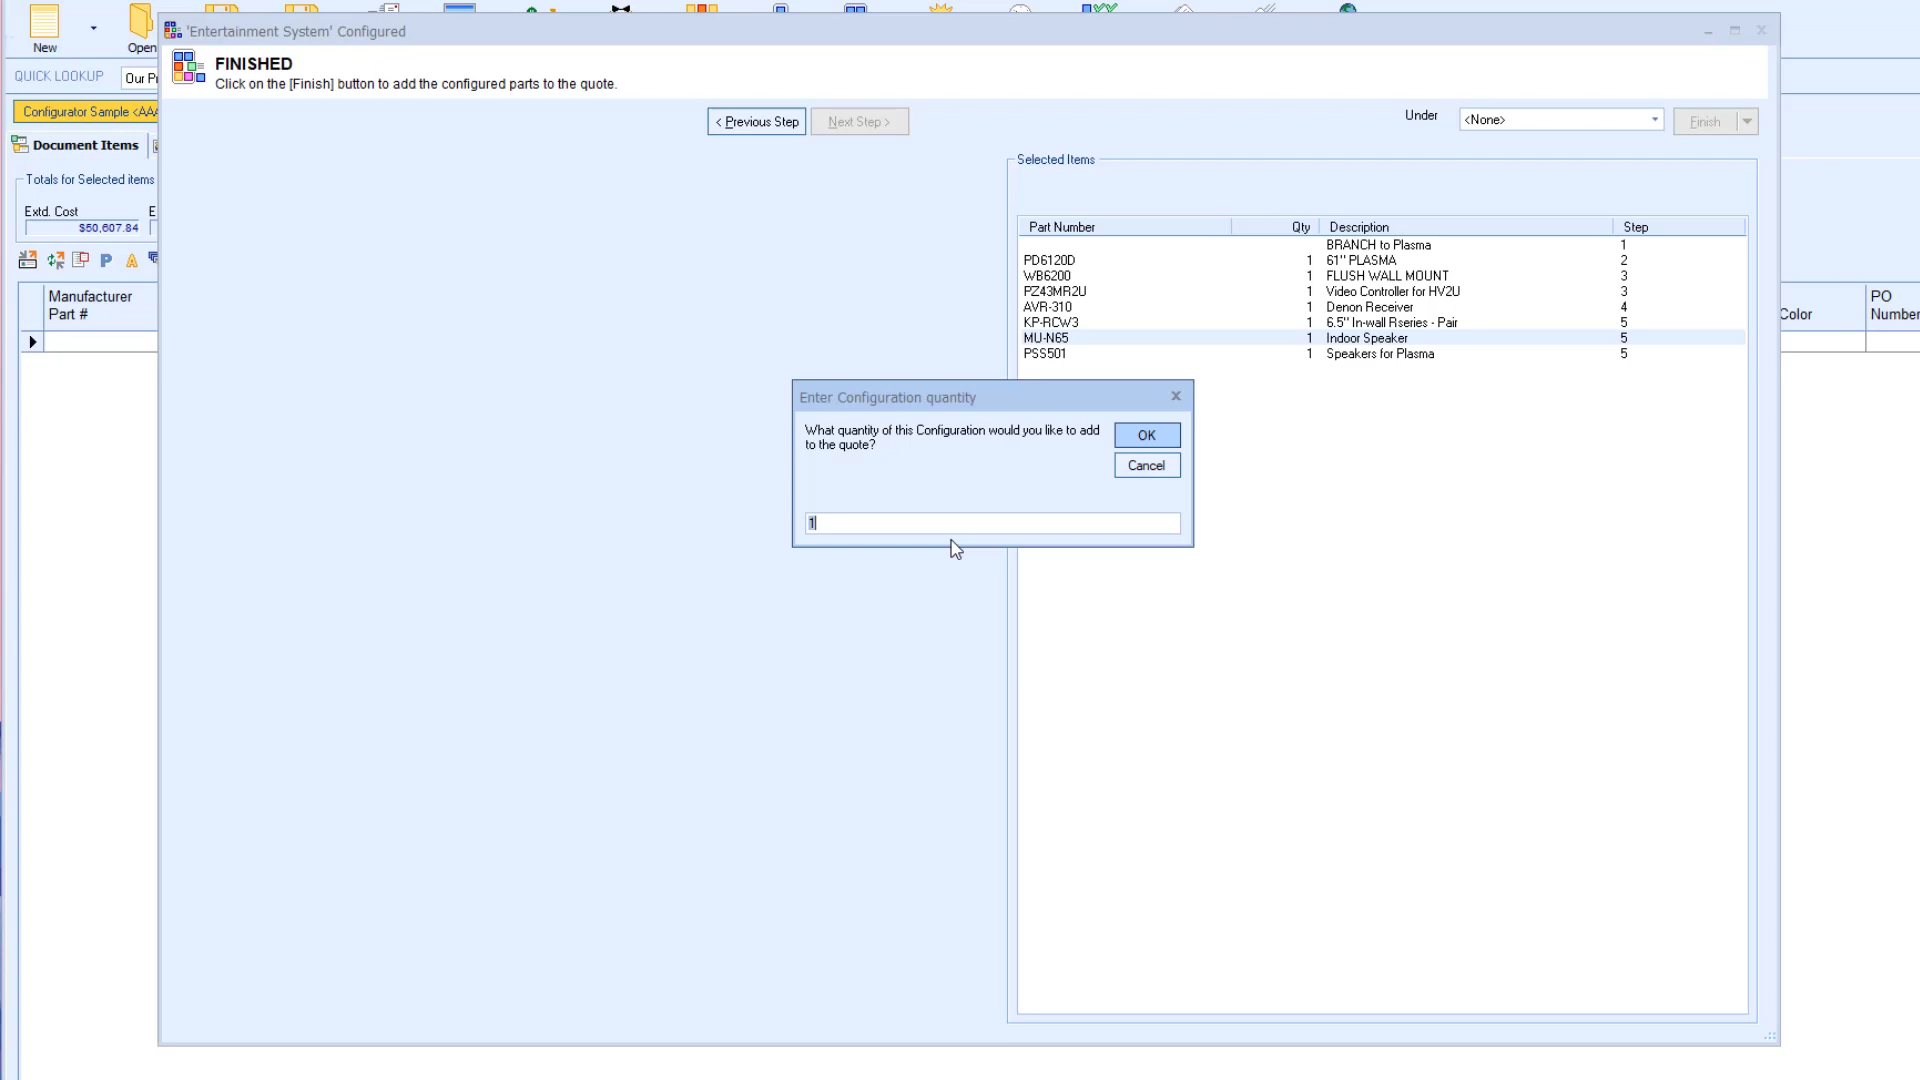 'Entertainment System' Configured
New
Open
FINISHED
Click on the [Finish] button to add the configured parts to the quote.
QUICK LOOKUP
Our Pr
Configurator Sample <AAA
< Previous Step
Next Step >
Under
<None>
Finish
Document Items
Selected Items
Totals for Selected items
Extd. Cost
E
$50,607.84
Part Number Qty Description Step
BRANCH to Plasma 1
PD6120D 1 61" PLASMA 2
WB6200 1 FLUSH WALL MOUNT 3
PZ43MR2U 1 Video Controller for HV2U 3
AVR-310 1 Denon Receiver 4
KP-RCW3 1 6.5" In-wall Rseries - Pair 5
MU-N65 1 Indoor Speaker 5
PSS501 1 Speakers for Plasma 5
P
A
Manufacturer
Part #
Color
PO
Number
Enter Configuration quantity
X
What quantity of this Configuration would you like to add
to the quote?
OK
Cancel
1